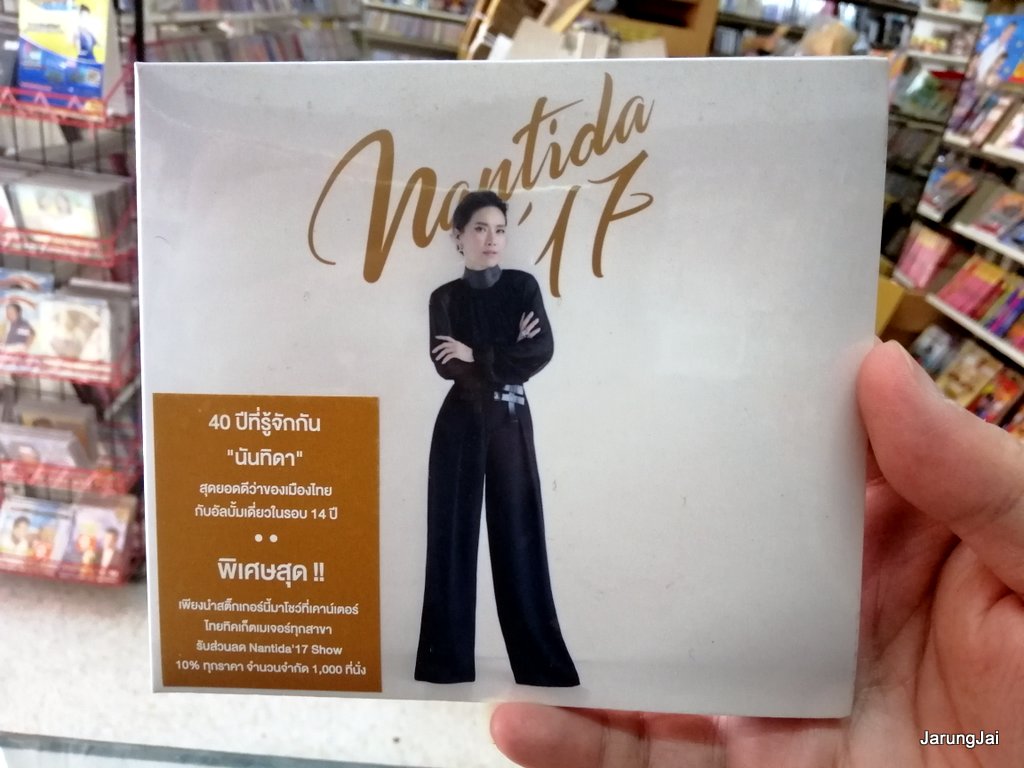 Nantida
'17
40 ปีที่รู้จักกัน
"นันทิดา"
สุดยอดดีว่าของเมืองไทย
กับอัลบั้มเดี่ยวในรอบ 14 ปี
••
พิเศษสุด !!
เพียงนำสติ๊กเกอร์นี้มาโชว์ที่เคาน์เตอร์
ไทยทิคเก็ตเมเจอร์ทุกสาขา
รับส่วนลด Nantida'17 Show
10% ทุกราคา จำนวนจำกัด 1,000 ที่นั่ง
JarungJai